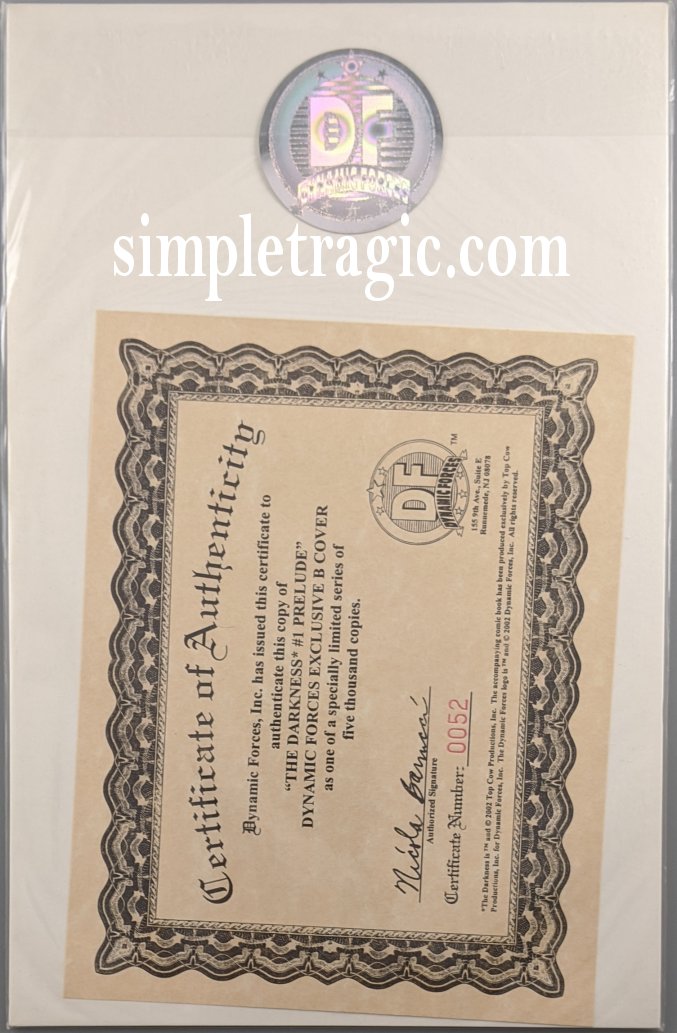 DF
DYNAMIC FORCES
simpletragic.com
Certificate of Authenticity
Dynamic Forces, Inc. has issued this certificate to
authenticate this copy of
“THE DARKNESS* #1 PRELUDE”
DYNAMIC FORCES EXCLUSIVE B COVER
as one of a specially limited series of
five thousand copies.
Authorized Signature
Certificate Number: 0052
DF
DYNAMIC FORCES
TM
155 9th Ave., Suite E
Runnemede, NJ 08078
*The Darkness is ™ and © 2002 Top Cow Productions, Inc. The accompanying comic book has been produced exclusively by Top Cow
Productions, Inc. for Dynamic Forces, Inc. The Dynamic Forces logo is ™ and © 2002 Dynamic Forces, Inc. All rights reserved.